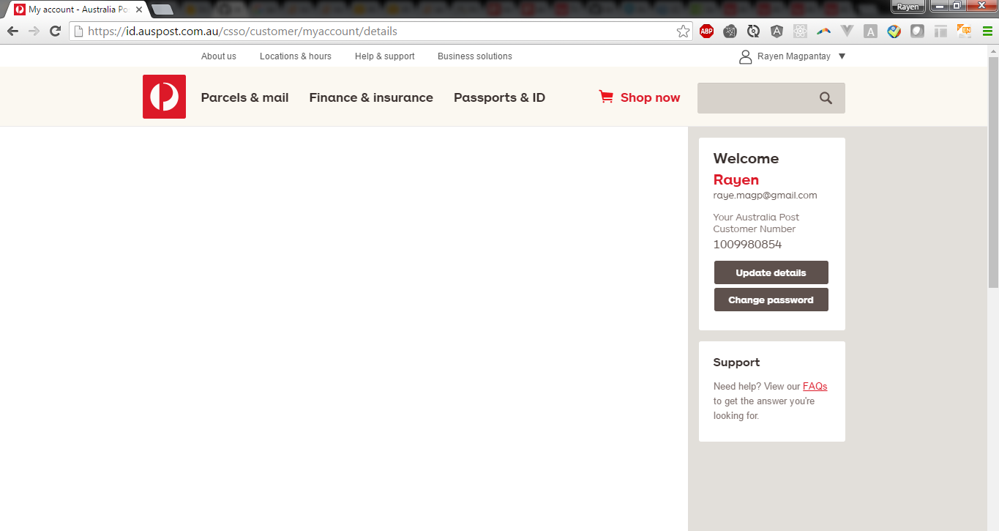 My account - Australia Po
Rayen
https://id.auspost.com.au/csso/customer/myaccount/details
ABP
A
A
EN
About us
Locations & hours
Help & support
Business solutions
Rayen Magpantay
Parcels & mail
Finance & insurance
Passports & ID
Shop now
Welcome
Rayen
raye.magp@gmail.com
Your Australia Post
Customer Number
1009980854
Update details
Change password
Support
Need help? View our FAQs
to get the answer you're
looking for.